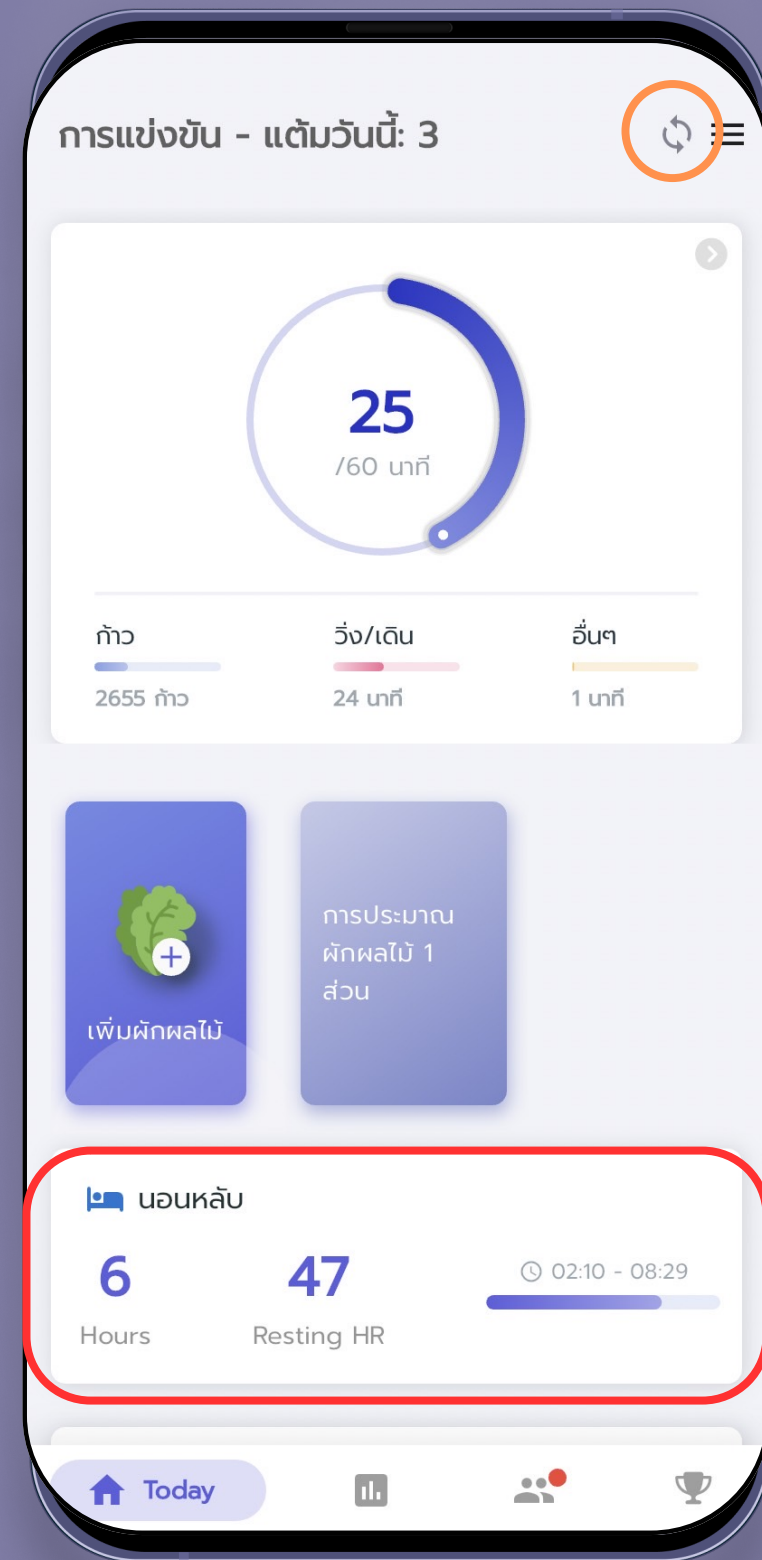 การแข่งขัน - แต้มวันนี้: 3
25
/60 นาที
ก้าว วิ่ง/เดิน อื่นๆ
2655 ก้าว 24 นาที 1 นาที
เพิ่มผักผลไม้
การประมาณ
ผักผลไม้ 1
ส่วน
นอนหลับ
6 47 02:10 - 08:29
Hours Resting HR
Today